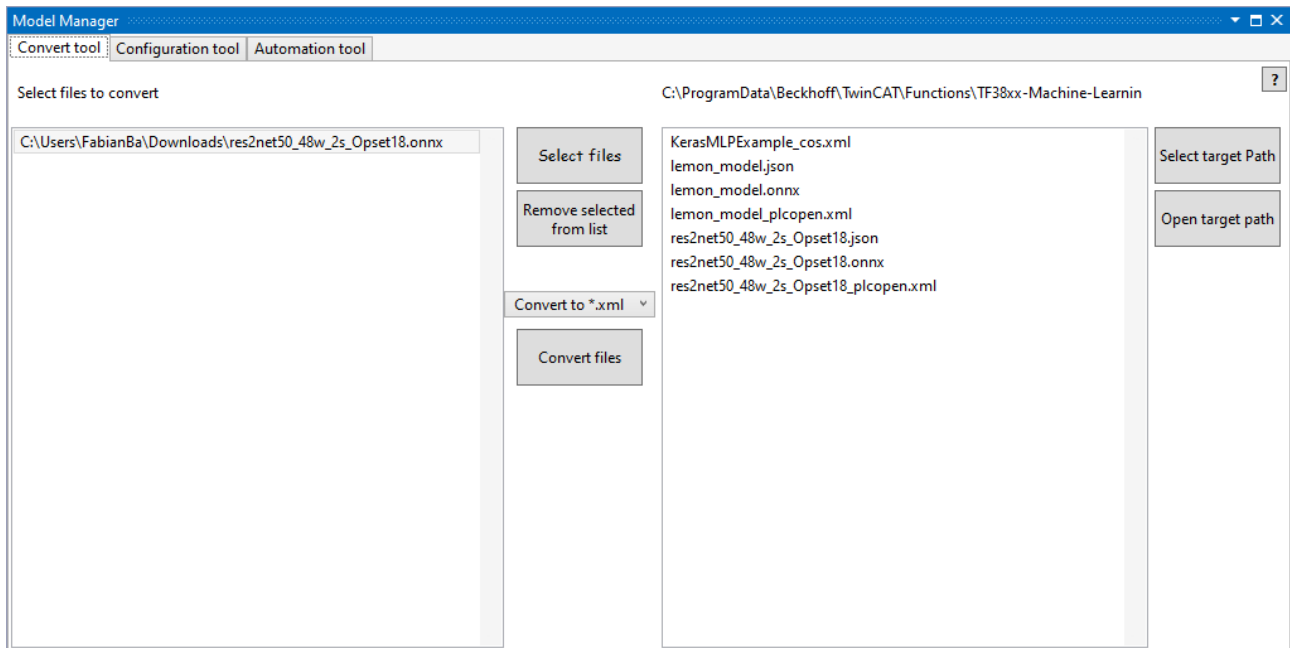 Model Manager
Convert tool Configuration tool Automation tool
?
Select files to convert
C:\ProgramData\Beckhoff\TwinCAT\Functions\TF38xx-Machine-Learnin
C:\Users\FabianBa\Downloads\res2net50_48w_2s_Opset18.onnx
Select files
Remove selected
from list
Convert to *.xml
Convert files
KerasMLPExample_cos.xml
lemon_model.json
lemon_model.onnx
lemon_model_plcopen.xml
res2net50_48w_2s_Opset18.json
res2net50_48w_2s_Opset18.onnx
res2net50_48w_2s_Opset18_plcopen.xml
Select target Path
Open target path